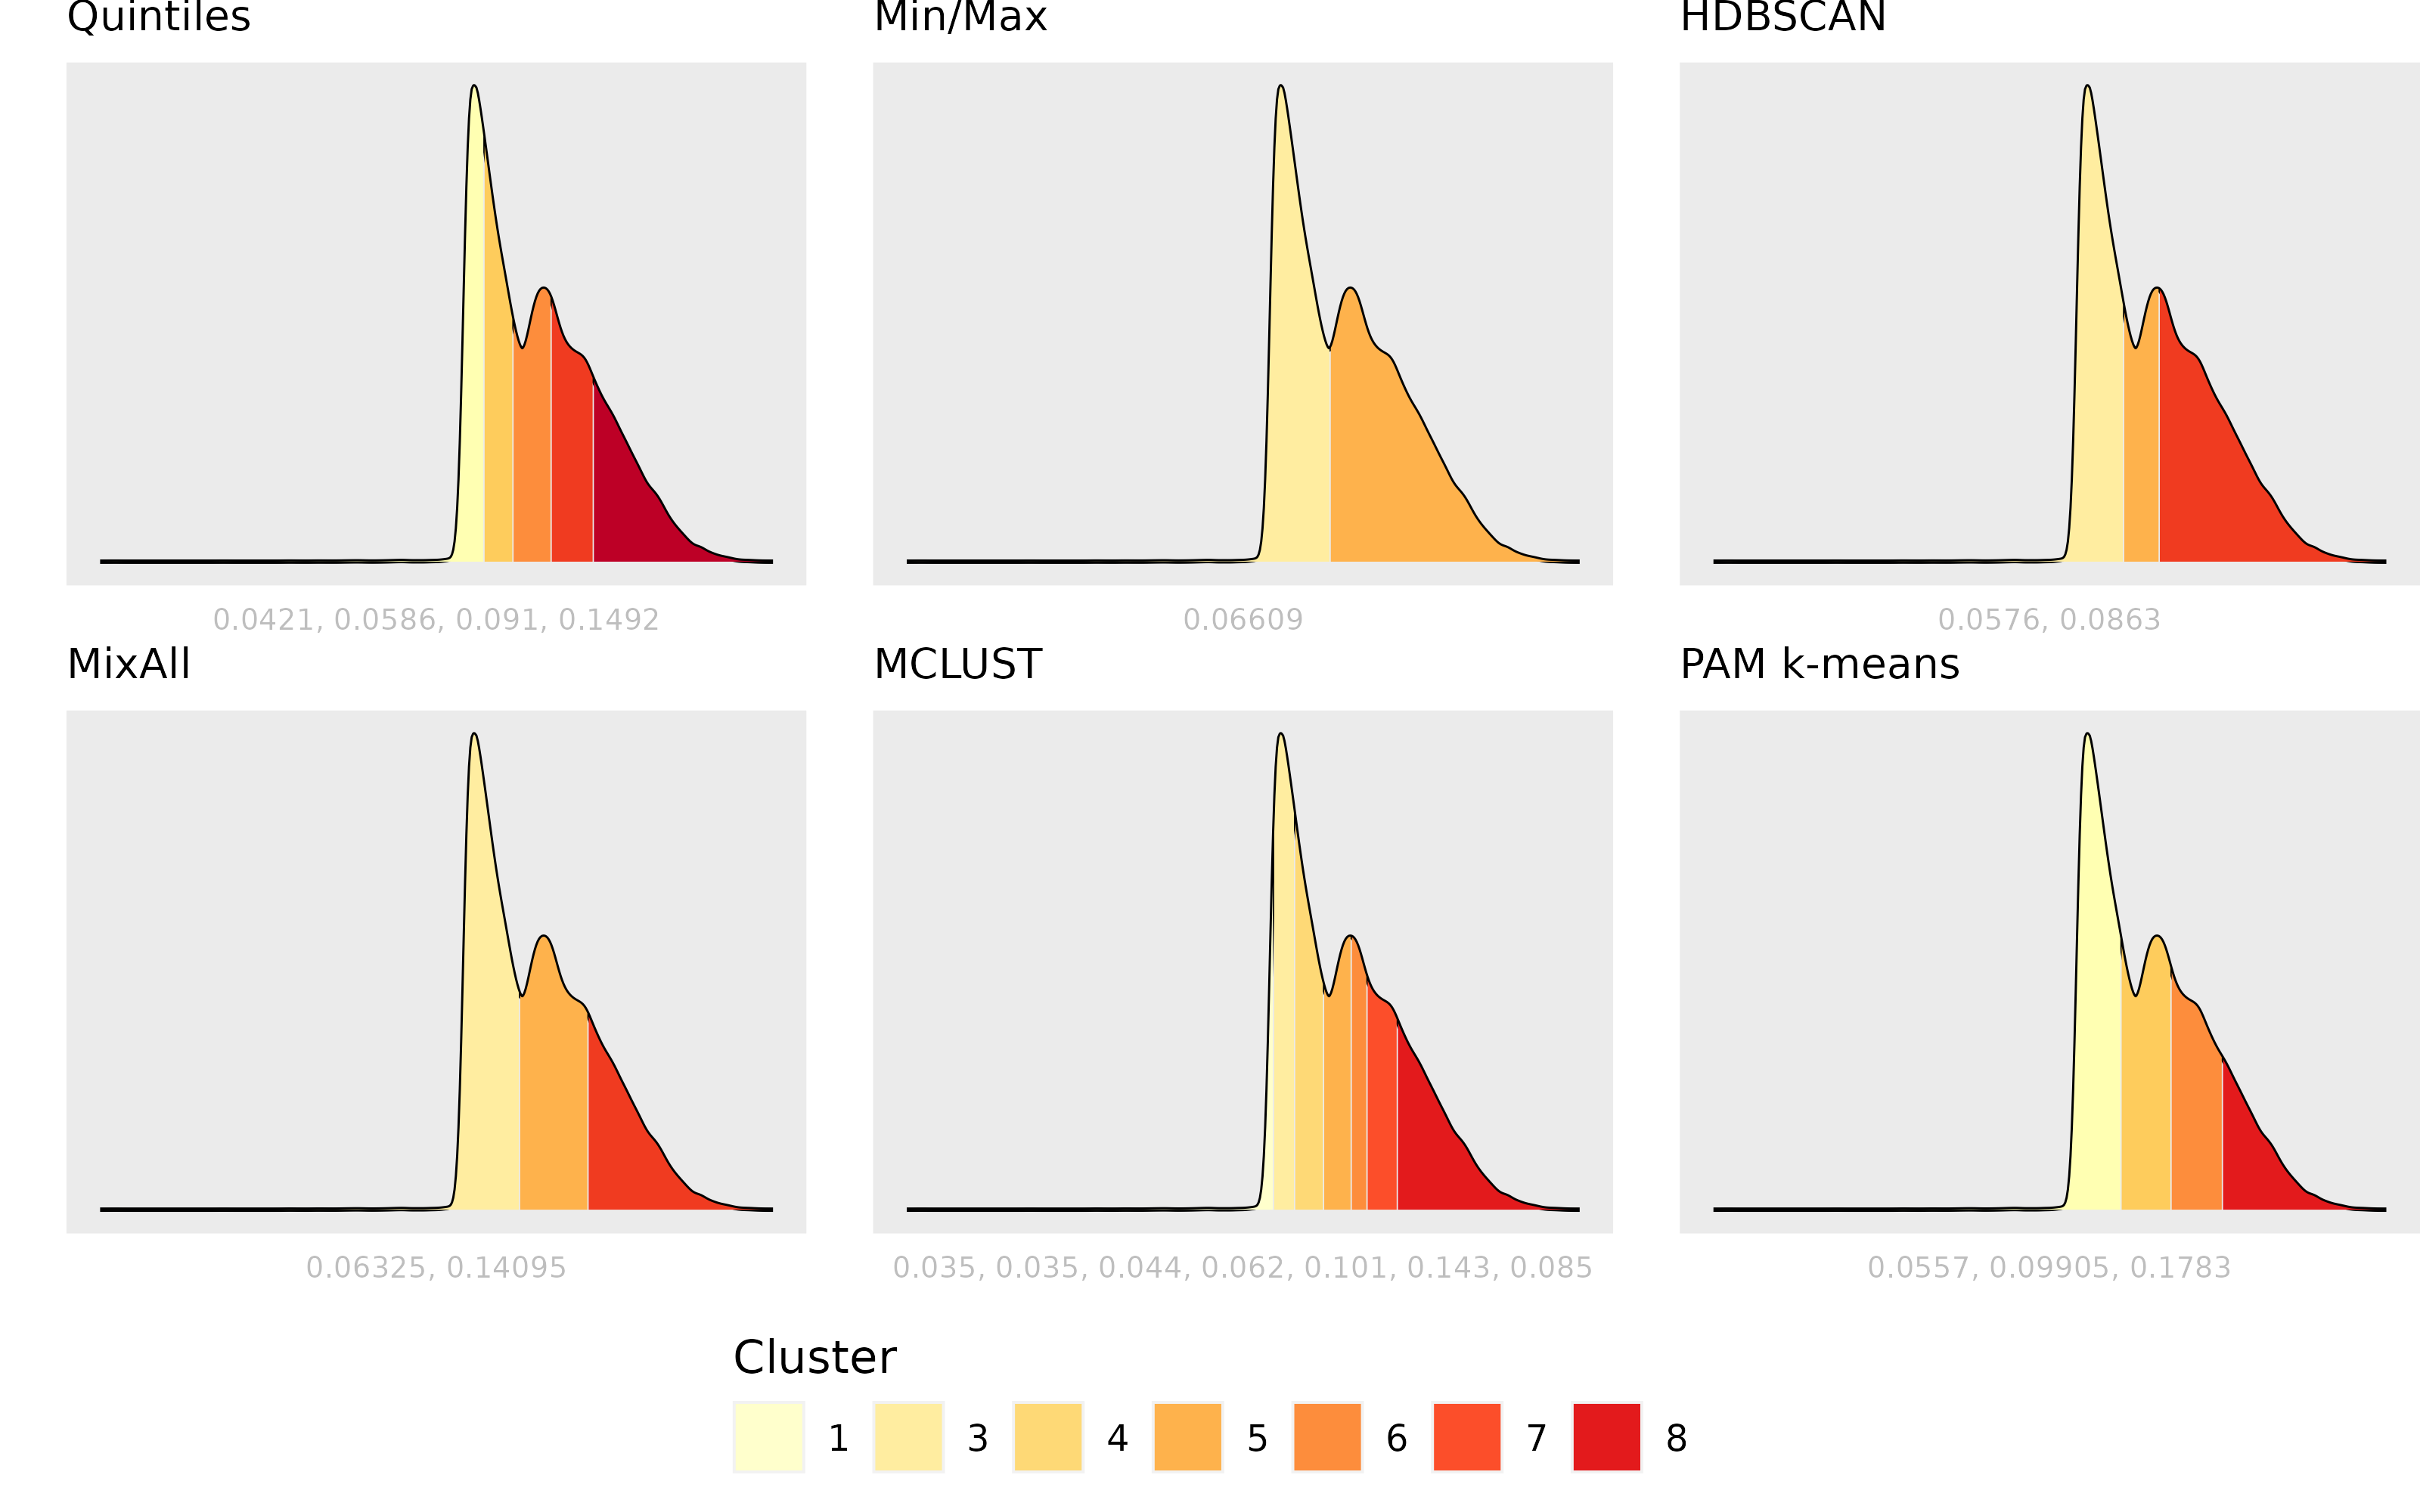 Quintiles
Min/Max
HDBSCAN
0.0421, 0.0586, 0.091, 0.1492
0.06609
0.0576, 0.0863
MixAll
MCLUST
PAM k-means
0.06325, 0.14095
0.035, 0.035, 0.044, 0.062, 0.101, 0.143, 0.085
0.0557, 0.09905, 0.1783
Cluster
1 3 4 5 6 7 8